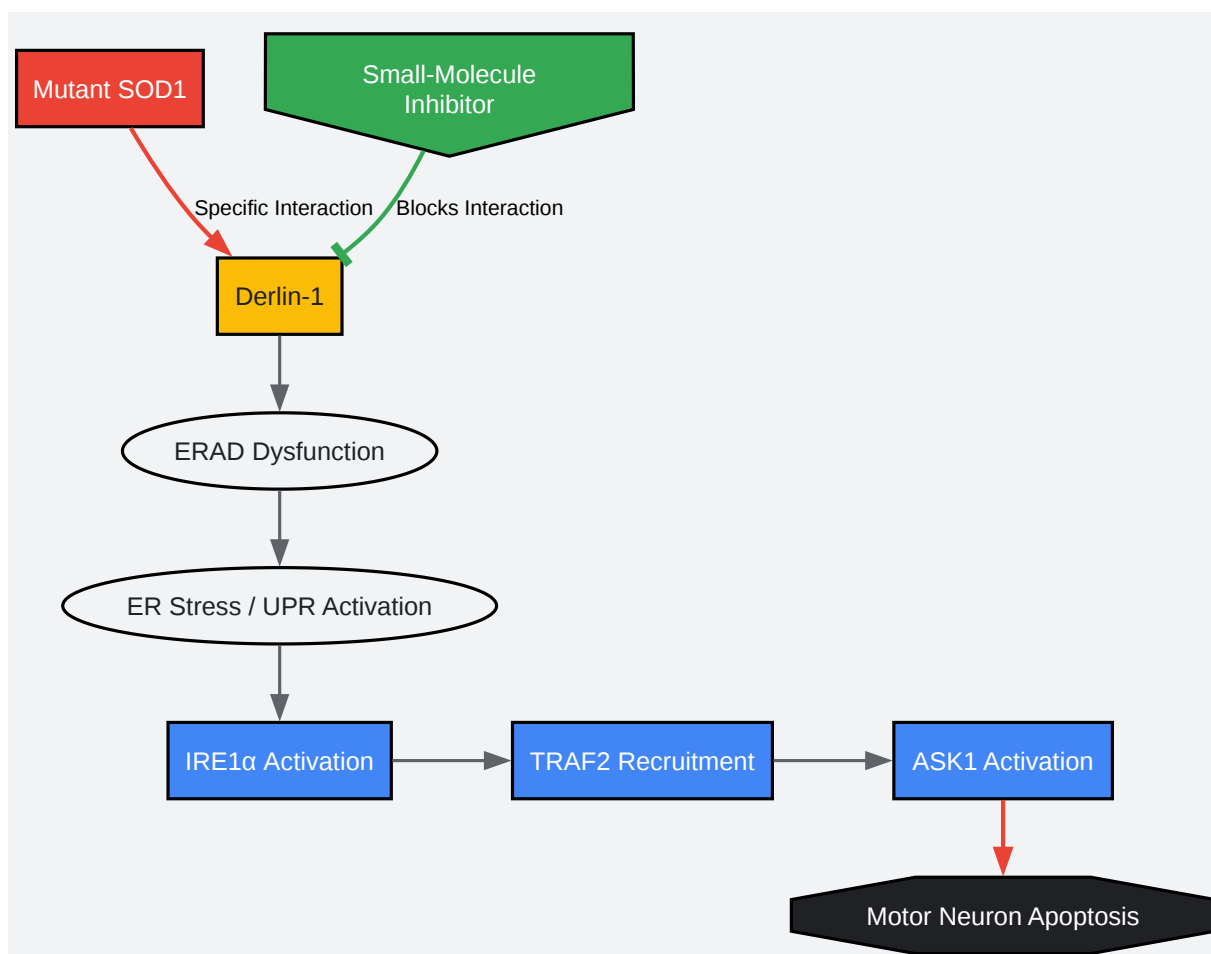 Mutant SOD1
Small-Molecule
Inhibitor
Specific Interaction
Blocks Interaction
Derlin-1
ERAD Dysfunction
ER Stress / UPR Activation
IRE1α Activation
TRAF2 Recruitment
ASK1 Activation
Motor Neuron Apoptosis